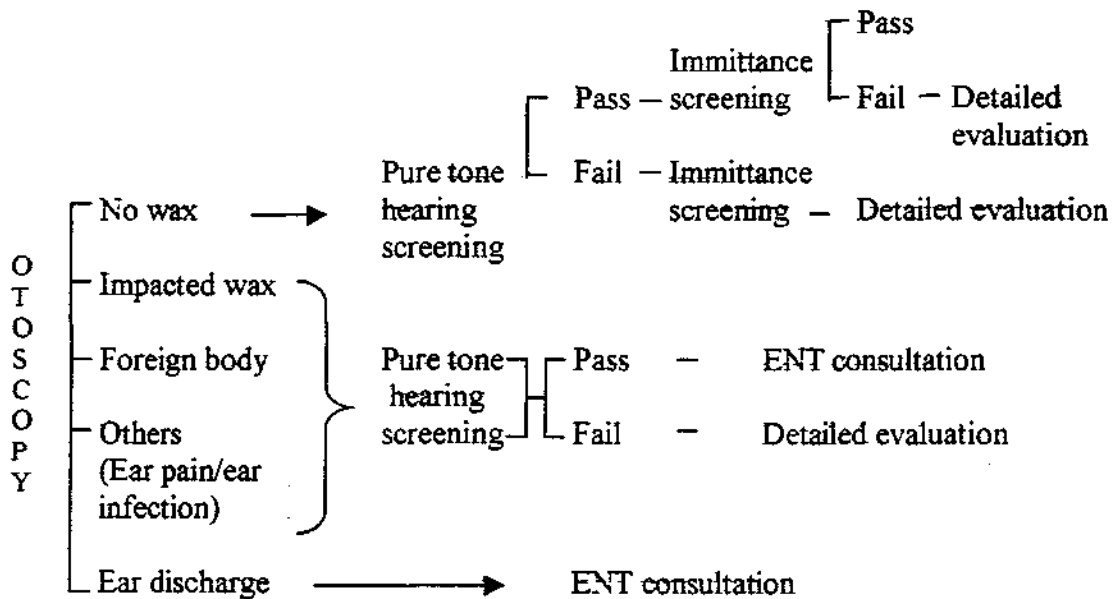 OTOSCOPY
No wax
Pure tone
hearing
screening
Pass – Immittance
screening
Pass
Fail – Detailed
evaluation
Fail – Immittance
screening – Detailed evaluation
Impacted wax
Foreign body
Others
(Ear pain/ear
infection)
Pure tone
hearing
screening
Pass – ENT consultation
Fail – Detailed evaluation
Ear discharge
ENT consultation